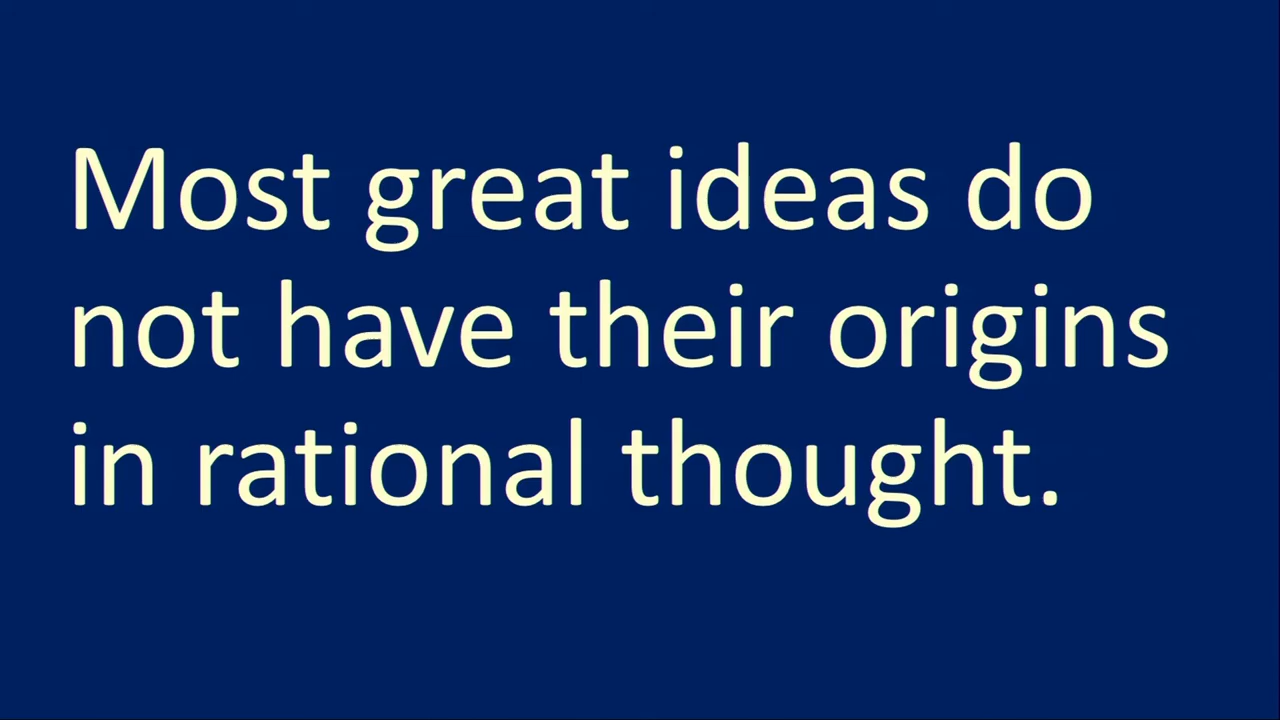 Most great ideas do
not have their origins
in rational thought.